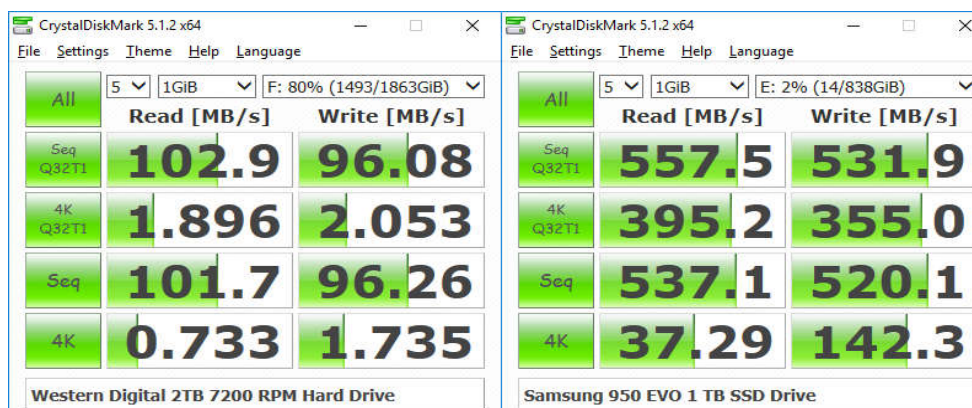 CrystalDiskMark 5.1.2 x64
File Settings Theme Help Language
All
5 1GiB F: 80% (1493/1863GiB)
Read [MB/s] Write [MB/s]
Seq
Q32T1
102.9 96.08
4K
Q32T1
1.896 2.053
Seq
101.7 96.26
4K
0.733 1.735
Western Digital 2TB 7200 RPM Hard Drive
CrystalDiskMark 5.1.2 x64
File Settings Theme Help Language
All
5 1GiB E: 2% (14/838GiB)
Read [MB/s] Write [MB/s]
Seq
Q32T1
557.5 531.9
4K
Q32T1
395.2 355.0
Seq
537.1 520.1
4K
37.29 142.3
Samsung 950 EVO 1 TB SSD Drive